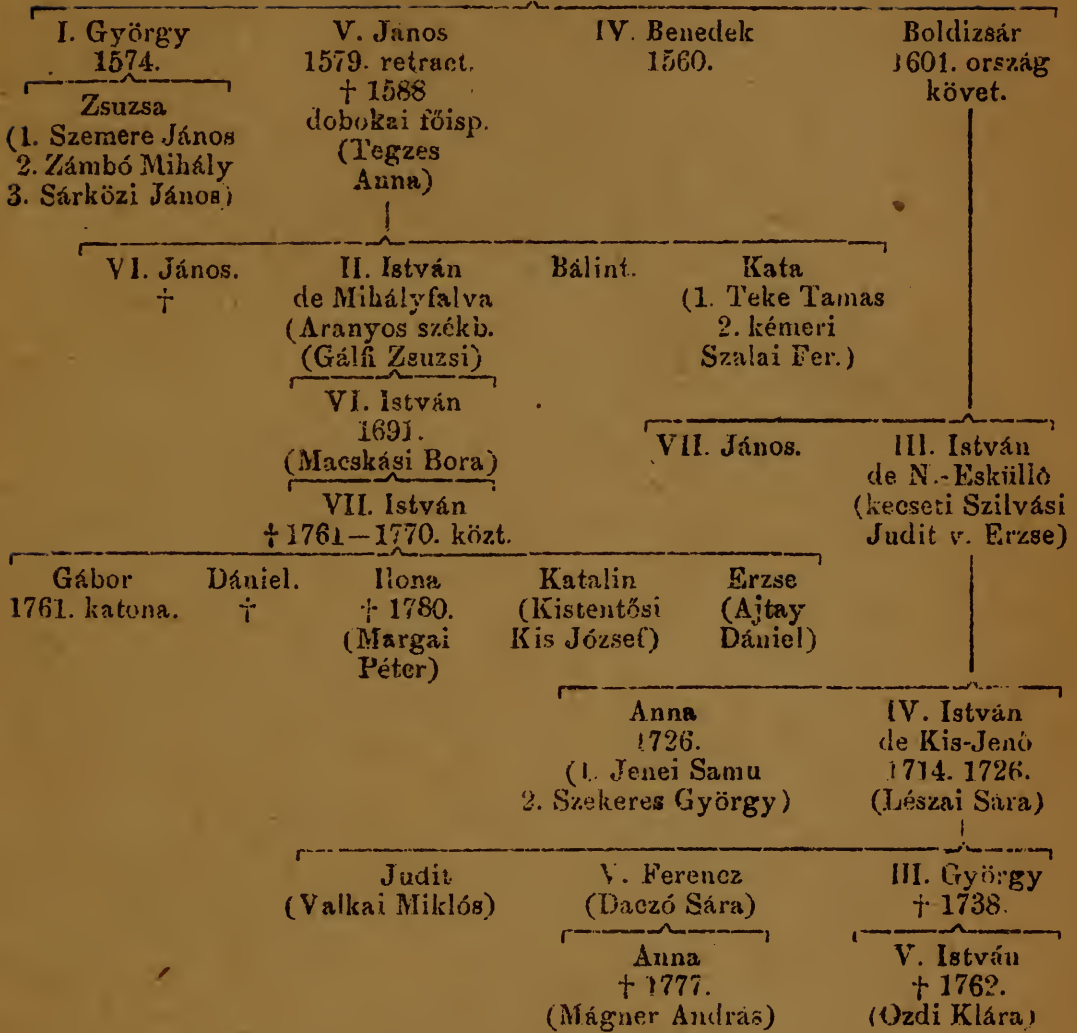 I. György
1574.
V. János
1579. retract.
† 1588
dobokai főisp.
(Tegzes
Anna)
IV. Benedek
1560.
Boldizsár
1601. ország
követ.
Zsuzsa
(1. Szemere János
2. Zámbó Mihály
3. Sárközi János)
VI. János.
†
II. István
de Mihályfalva
(Aranyos székb.
(Gálfi Zsuzsi)
Bálint.
Kata
(1. Teke Tamas
2. kémeri
Szalai Fer.)
VI. István
1691.
(Macskási Bora)
VII. János.
III. István
de N.-Esküllő
(kecseti Szilvási
Judit v. Erzse)
VII. István
† 1761–1770. közt.
Gábor
1761. katona.
Dániel.
†
Ilona
† 1780.
(Margai
Péter)
Katalin
(Kistentősi
Kis József)
Erzse
(Ajtay
Dániel)
Anna
1726.
(1. Jenei Samu
2. Szekeres György)
IV. István
de Kis-Jenő
1714. 1726.
(Lészai Sára)
Judit
(Valkai Miklós)
V. Ferencz
(Daczó Sára)
III. György
† 1738.
Anna
† 1777.
(Mágner András)
V. István
† 1762.
(Ozdi Klára)